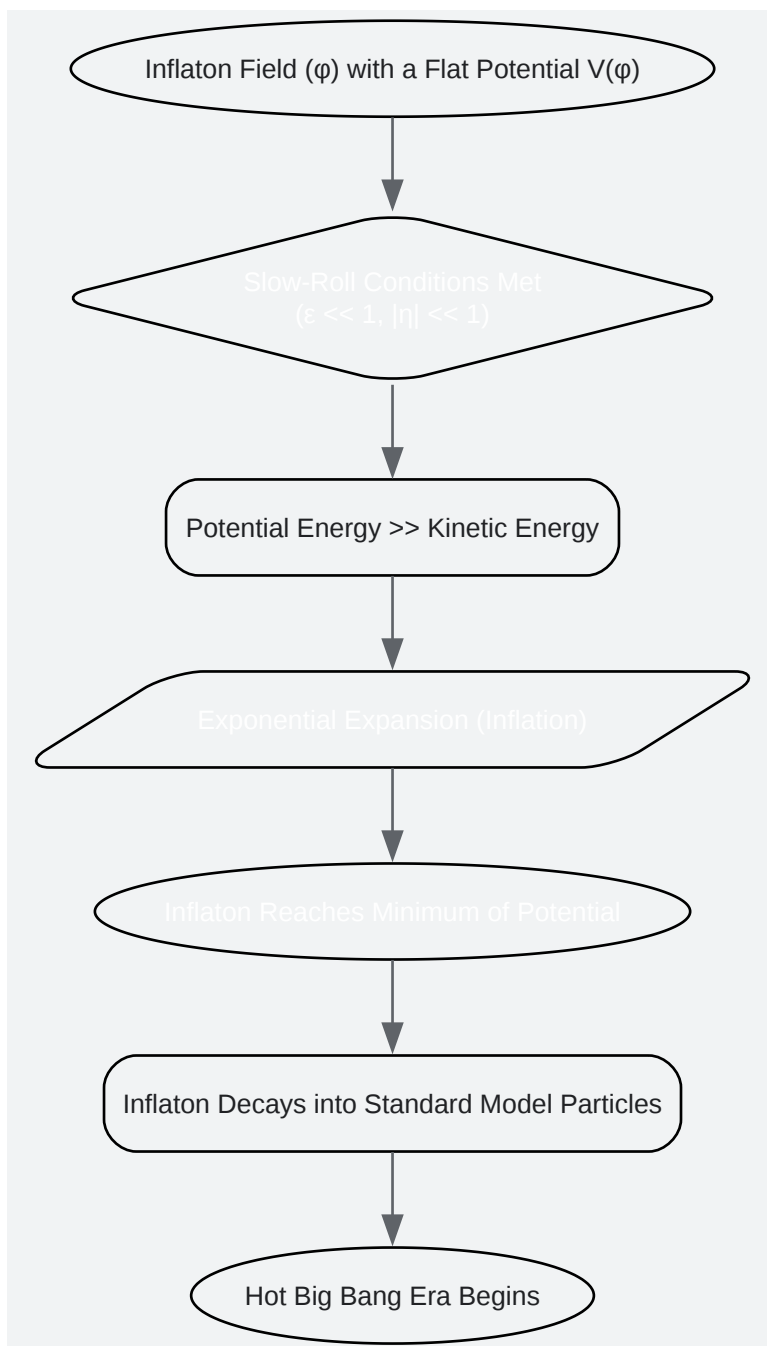 Inflaton Field (φ) with a Flat Potential V(φ)
Slow-Roll Conditions Met
(ε << 1, |η| << 1)
Potential Energy >> Kinetic Energy
Exponential Expansion (Inflation)
Inflaton Reaches Minimum of Potential
Inflaton Decays into Standard Model Particles
Hot Big Bang Era Begins